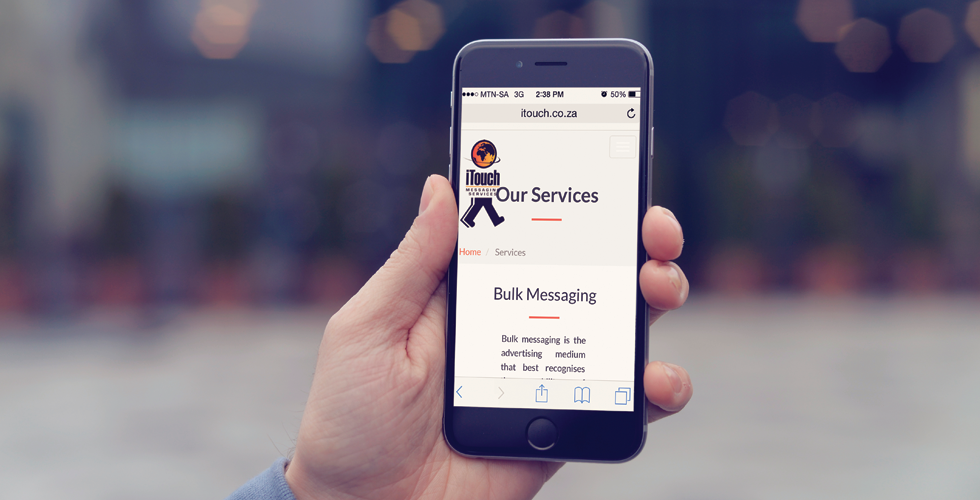 MTN-SA 3G 2:38 PM 50%
itouch.co.za
iTouch
MESSAGING
SERVICES
Our Services
Home / Services
Bulk Messaging
Bulk messaging is the
advertising medium
that best recognises